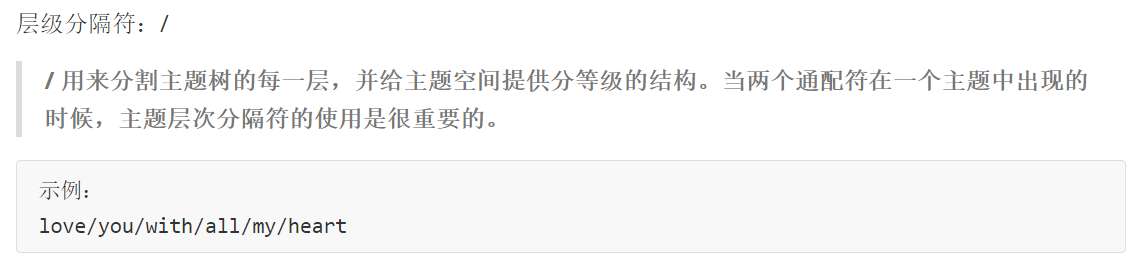 层级分隔符：/
/ 用来分割主题树的每一层，并给主题空间提供分等级的结构。当两个通配符在一个主题中出现的
时候，主题层次分隔符的使用是很重要的。
示例：
love/you/with/all/my/heart